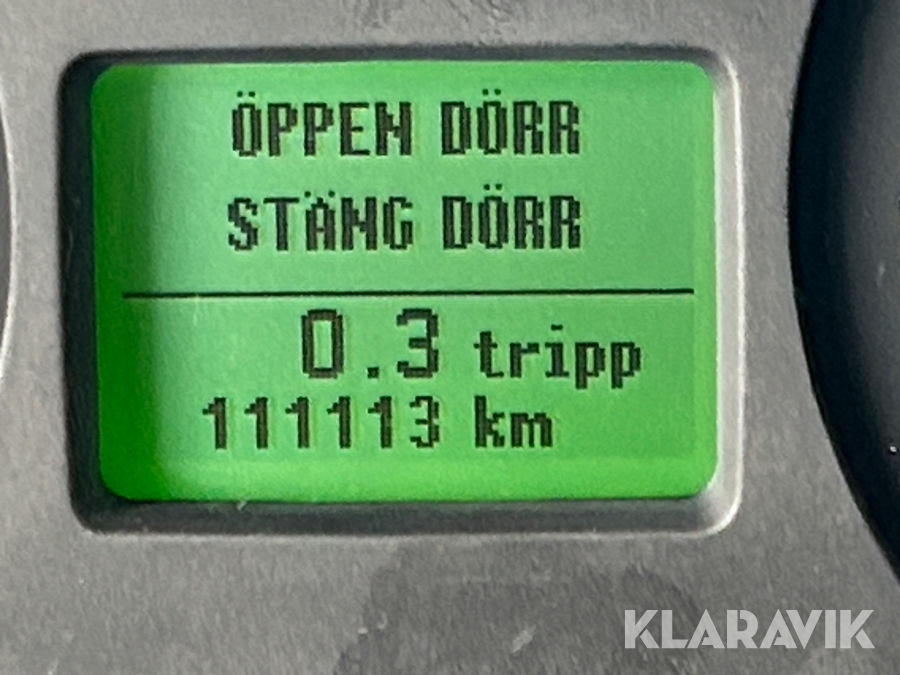 ÖPPEN DÖRR
STÄNG DÖRR
0.3 tripp
111113 km
KLARAVIK